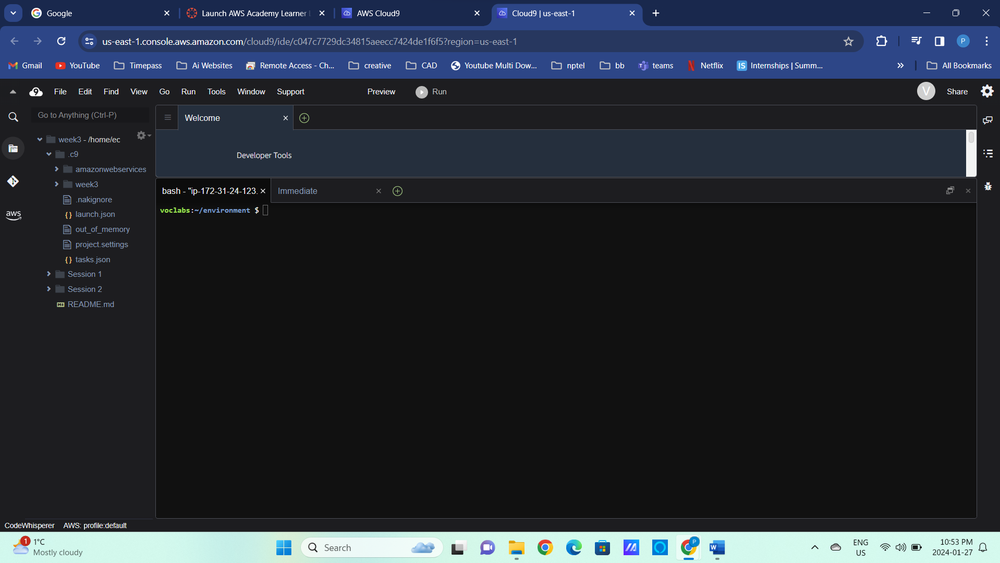 Google
Launch AWS Academy Learner
AWS Cloud9
Cloud9 | us-east-1
us-east-1.console.aws.amazon.com/cloud9/ide/c047c7729dc34815aeecc7424de1f6f5?region=us-east-1
P
Gmail
YouTube
Timepass
Ai Websites
Remote Access - Ch...
creative
CAD
Youtube Multi Dow...
nptel
bb
teams
Netflix
IS Internships | Summ...
All Bookmarks
9
File Edit Find View Go Run Tools Window Support Preview Run
V
Share
Go to Anything (Ctrl-P)
Welcome
week3 - /home/ec
Developer Tools
.c9
amazonwebservices
week3
.nakignore
launch.json
out_of_memory
project.settings
tasks.json
Session 1
Session 2
README.md
aws
bash - "ip-172-31-24-123.
Immediate
voclabs:~/environment $
CodeWhisperer AWS: profile:default
1
1°C
Mostly cloudy
Search
P
W
ENG
US
10:53 PM
2024-01-27